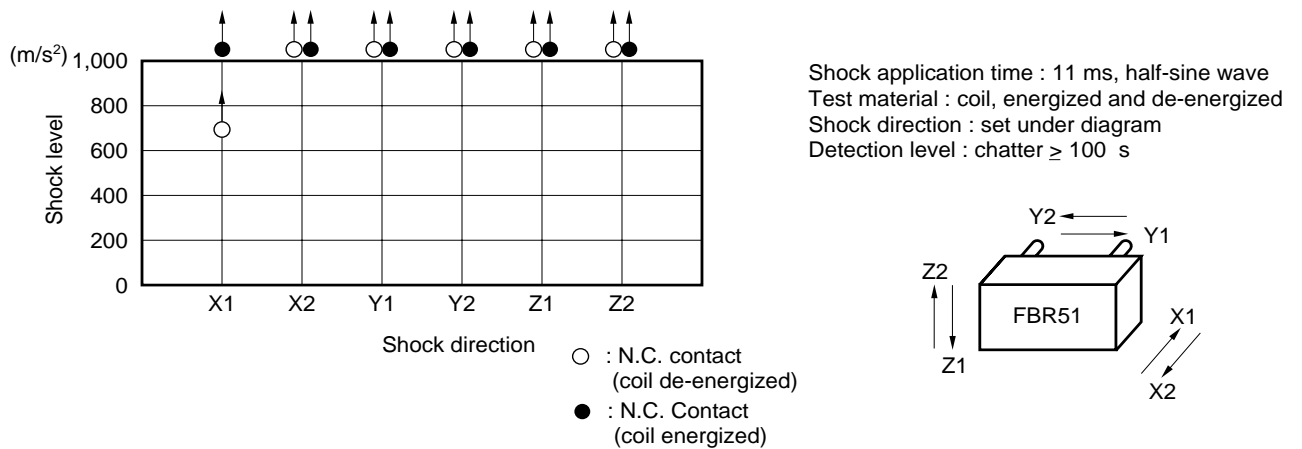 (m/s2)
1,000
800
600
400
200
0
Shock level
X1 X2 Y1 Y2 Z1 Z2
Shock direction
: N.C. contact
(coil de-energized)
: N.C. Contact
(coil energized)
Shock application time : 11 ms, half-sine wave
Test material : coil, energized and de-energized
Shock direction : set under diagram
Detection level : chatter ≥ 100 s
Y2
Y1
Z2
FBR51
X1
Z1
X2